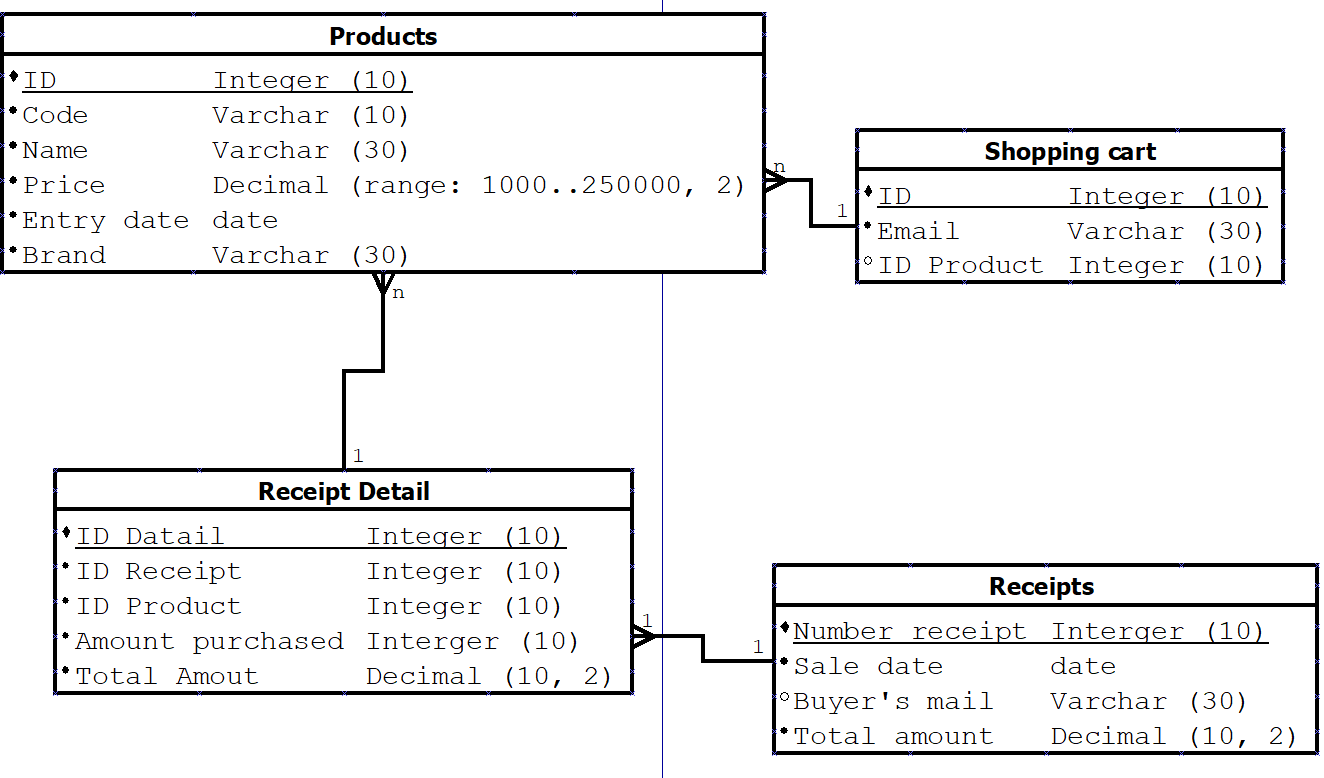 Products
ID Integer (10)
Code Varchar (10)
Name Varchar (30)
Price Decimal (range: 1000..250000, 2)
Entry date date
Brand Varchar (30)
n
1
Shopping cart
ID Integer (10)
Email Varchar (30)
ID Product Integer (10)
n
1
Receipt Detail
ID Datail Integer (10)
ID Receipt Integer (10)
ID Product Integer (10)
Amount purchased Interger (10)
Total Amout Decimal (10, 2)
1
1
Receipts
Number receipt Interger (10)
Sale date date
Buyer's mail Varchar (30)
Total amount Decimal (10, 2)